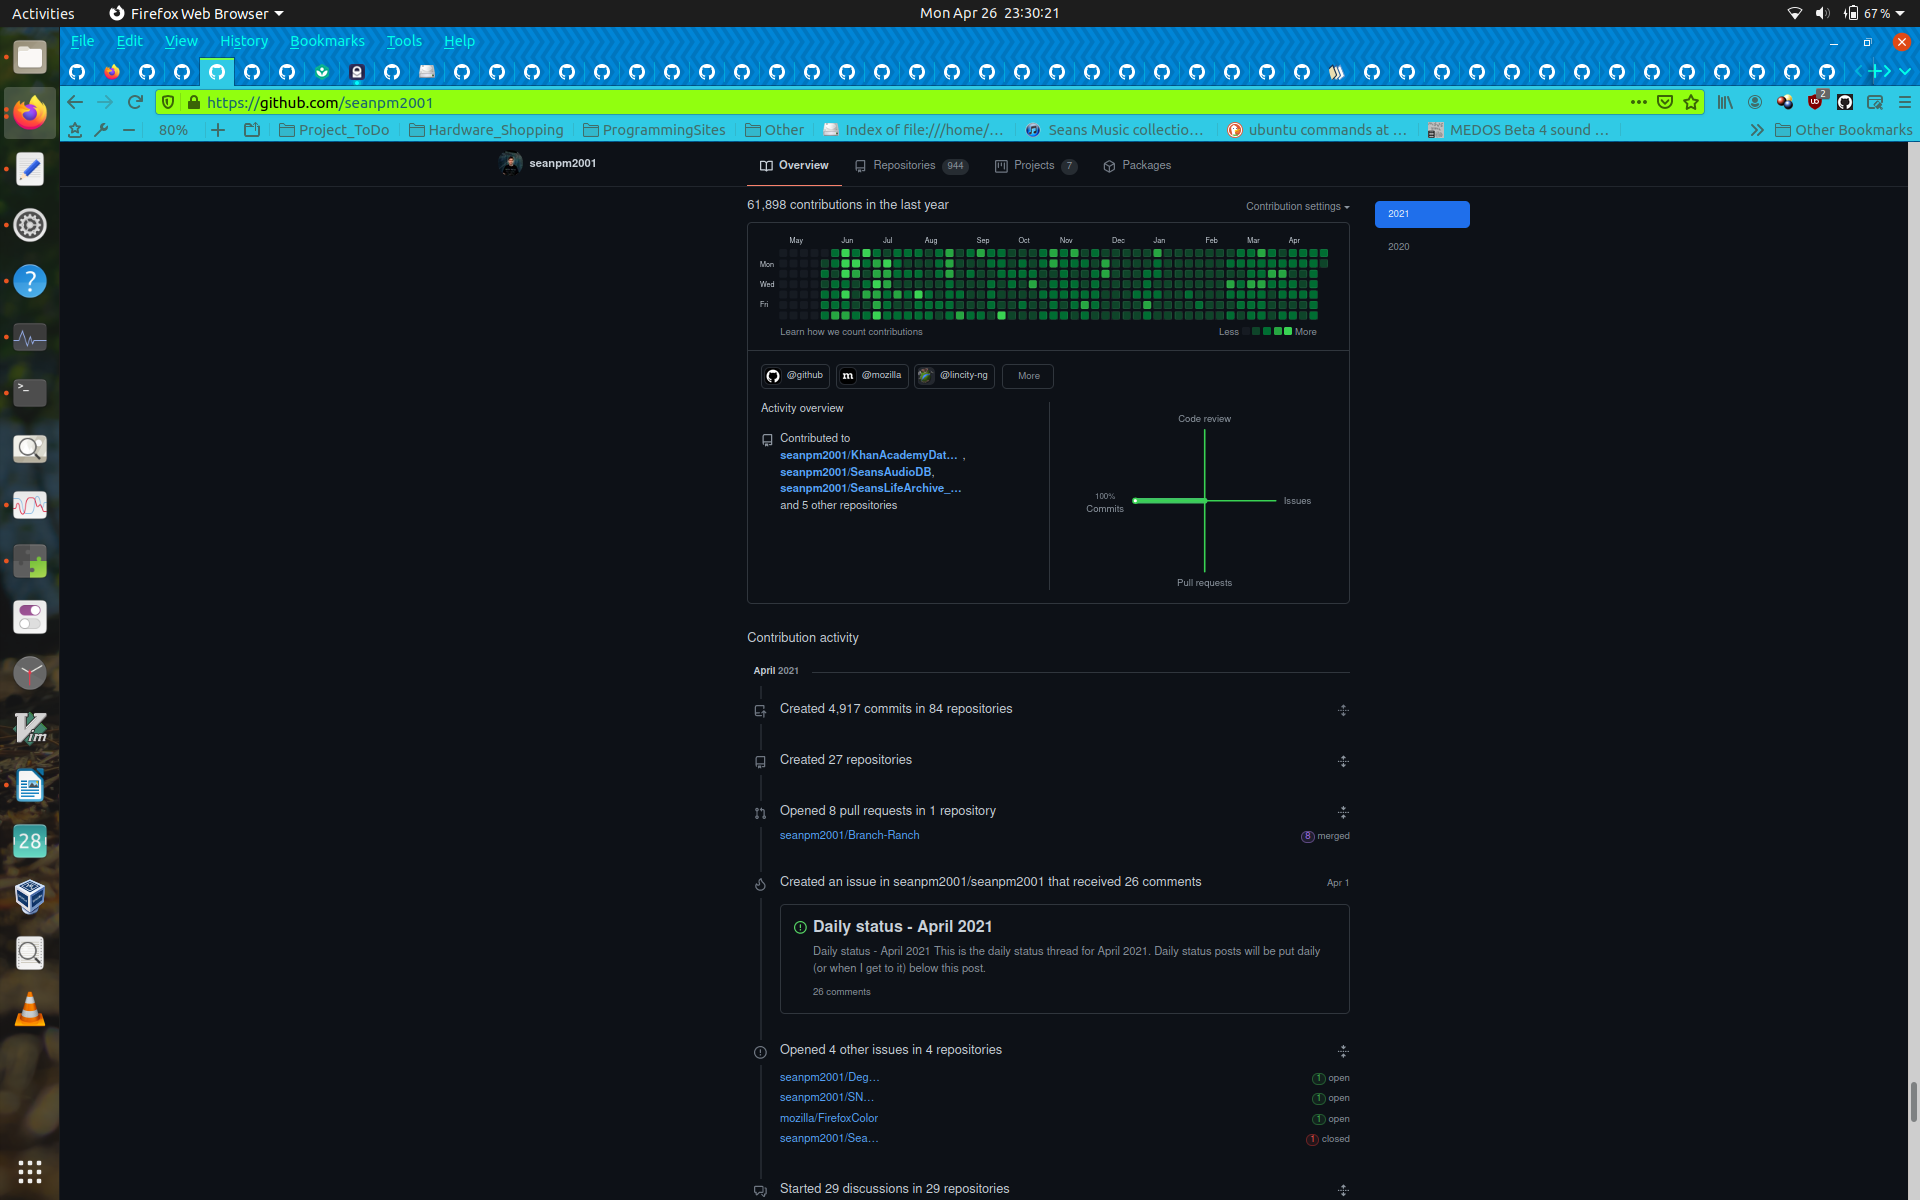 Activities Firefox Web Browser Mon Apr 26 23:30:21 67 %
File Edit View History Bookmarks Tools Help
https://github.com/seanpm2001 2
80% Project_ToDo Hardware_Shopping ProgrammingSites Other Index of file:///home/... Seans Music collectio... ubuntu commands at ... MEDOS Beta 4 sound ... Other Bookmarks
seanpm2001 Overview Repositories 944 Projects 7 Packages
61,898 contributions in the last year Contribution settings
2021
2020
May Jun Jul Aug Sep Oct Nov Dec Jan Feb Mar Apr
Mon
Wed
Fri
Learn how we count contributions Less More
@github m @mozilla @lincity-ng More
Activity overview
Contributed to
seanpm2001/KhanAcademyDat... ,
seanpm2001/SeansAudioDB,
seanpm2001/SeansLifeArchive_...
and 5 other repositories
Code review
100%
Commits
Issues
Pull requests
Contribution activity
April 2021
Created 4,917 commits in 84 repositories
Created 27 repositories
Opened 8 pull requests in 1 repository
seanpm2001/Branch-Ranch 8 merged
Created an issue in seanpm2001/seanpm2001 that received 26 comments Apr 1
Daily status - April 2021
Daily status - April 2021 This is the daily status thread for April 2021. Daily status posts will be put daily
(or when I get to it) below this post.
26 comments
Opened 4 other issues in 4 repositories
seanpm2001/Deg... 1 open
seanpm2001/SN... 1 open
mozilla/FirefoxColor 1 open
seanpm2001/Sea... 1 closed
Started 29 discussions in 29 repositories
?
>_
Vim
28